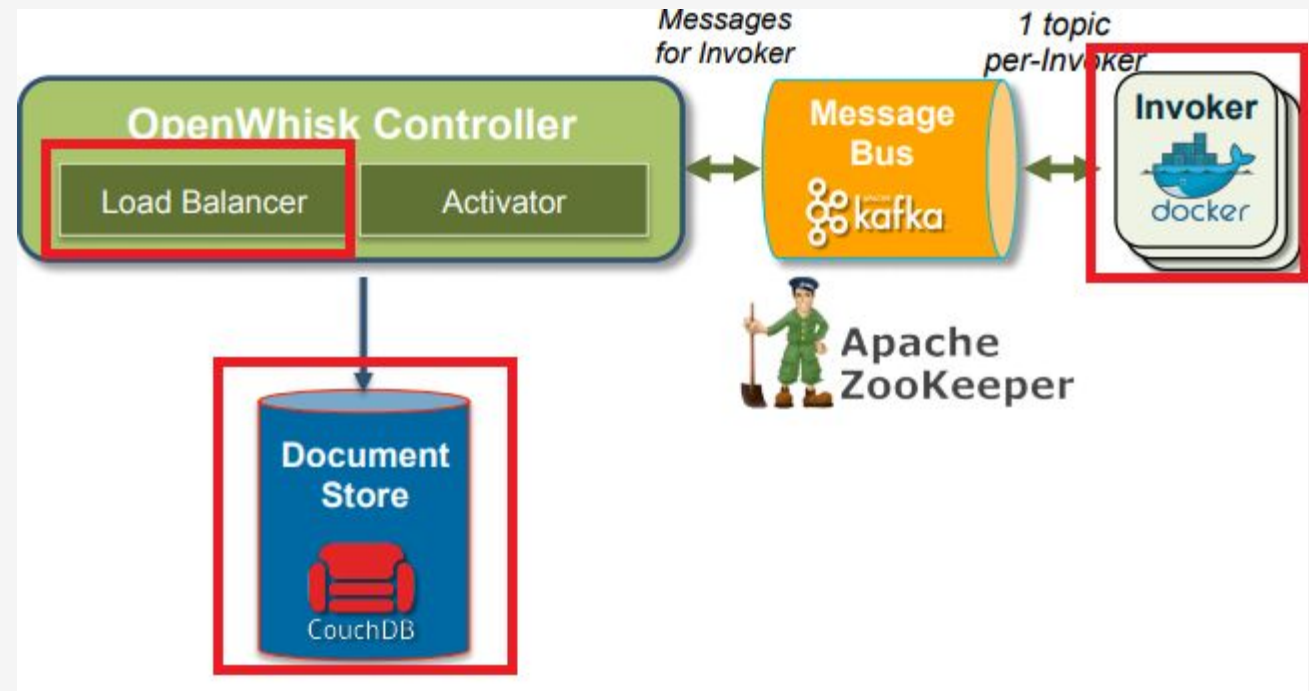 Messages
for Invoker
1 topic
per-Invoker
OpenWhisk Controller
Load Balancer
Activator
Message
Bus
kafka
Invoker
docker
Apache
ZooKeeper
Document
Store
CouchDB